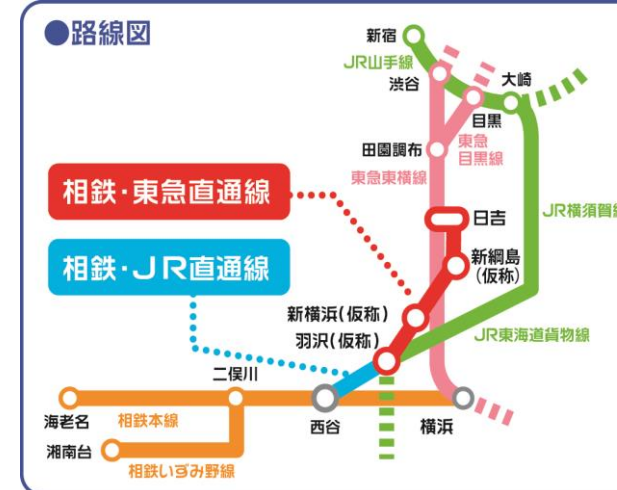 ●路線図
新宿
JR山手線
渋谷
大崎
目黒
田園調布
東急
目黒線
東急東横線
相鉄・東急直通線
日吉
JR横須賀線
相鉄・JR直通線
新綱島
(仮称)
新横浜(仮称)
羽沢(仮称)
JR東海道貨物線
二俣川
海老名
相鉄本線
西谷
横浜
湘南台
相鉄いずみ野線